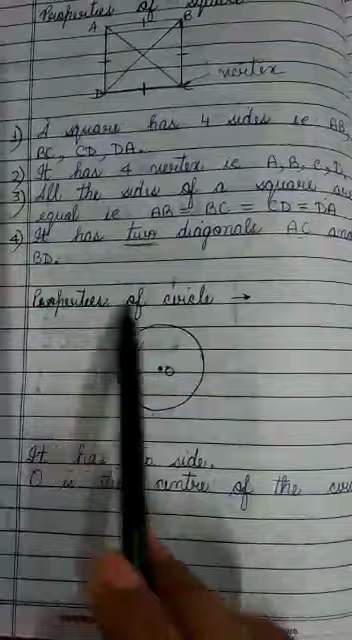 Properties of square
A B
vertex
D C
1) A square has 4 sides ie AB,
BC, CD, DA.
2) It has 4 vertex ie A, B, C, D.
3) All the sides of a square are
equal ie AB = BC = CD = DA
4) It has two diagonals AC and
BD.
Properties of circle →
O
It has side.
O is centre of the